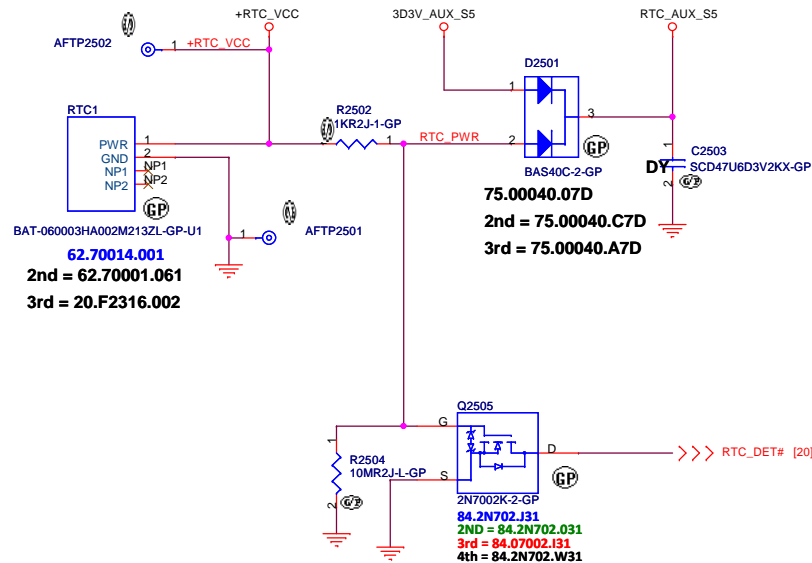 +RTC_VCC
3D3V_AUX_S5
RTC_AUX_S5
AFTP2502
1
+RTC_VCC
D2501
RTC1
R2502
1KR2J-1-GP
1
3
PWR
1
1
RTC_PWR
2
GND
2
NP1
NP1
NP2
NP2
GP
GP
BAS40C-2-GP
1
C2503
DY
SCD47U6D3V2KX-GP
2
G/P
75.00040.07D
2nd = 75.00040.C7D
3rd = 75.00040.A7D
BAT-060003HA002M213ZL-GP-U1
1
AFTP2501
62.70014.001
2nd = 62.70001.061
3rd = 20.F2316.002
Q2505
G
D
S
RTC_DET# [20]
1
R2504
10MR2J-L-GP
2
G/P
GP
2N7002K-2-GP
84.2N702.J31
2ND = 84.2N702.031
3rd = 84.07002.I31
4th = 84.2N702.W31